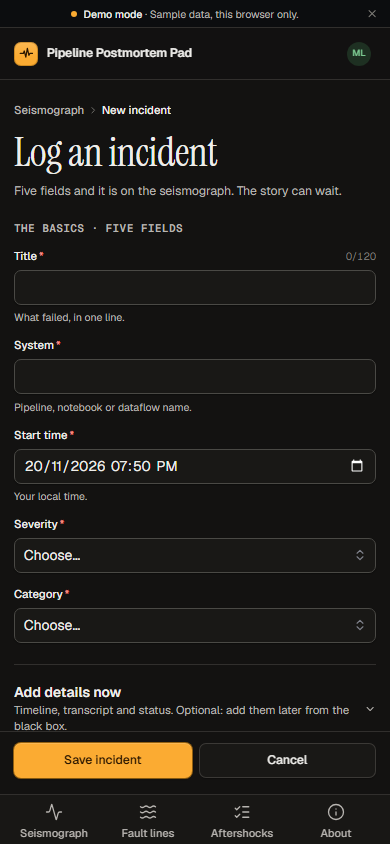 Demo mode · Sample data, this browser only.
Pipeline Postmortem Pad
ML
Seismograph > New incident
Log an incident
Five fields and it is on the seismograph. The story can wait.
THE BASICS · FIVE FIELDS
Title *
0/120
What failed, in one line.
System *
Pipeline, notebook or dataflow name.
Start time *
20/11/2026 07:50 PM
Your local time.
Severity *
Choose...
Category *
Choose...
Add details now
Timeline, transcript and status. Optional: add them later from the
black box.
Save incident
Cancel
Seismograph
Fault lines
Aftershocks
About